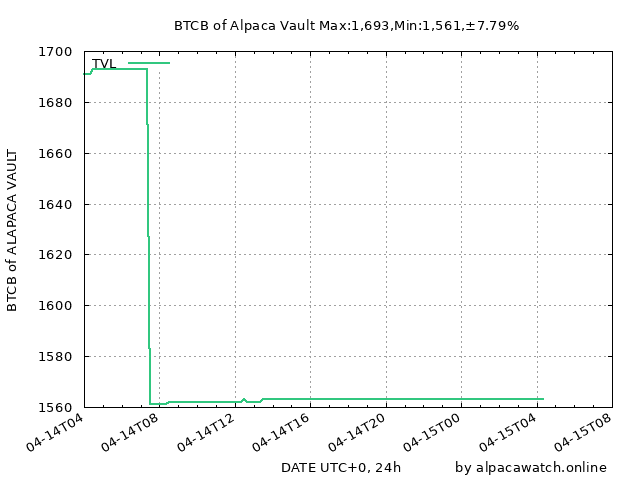 BTCB of Alpaca Vault Max:1,693,Min:1,561,±7.79%
TVL
1700
1680
1660
1640
1620
1600
1580
1560
BTCB of ALAPACA VAULT
04-14T04
04-14T08
04-14T12
04-14T16
04-14T20
04-15T00
04-15T04
04-15T08
DATE UTC+0, 24h
by alpacawatch.online